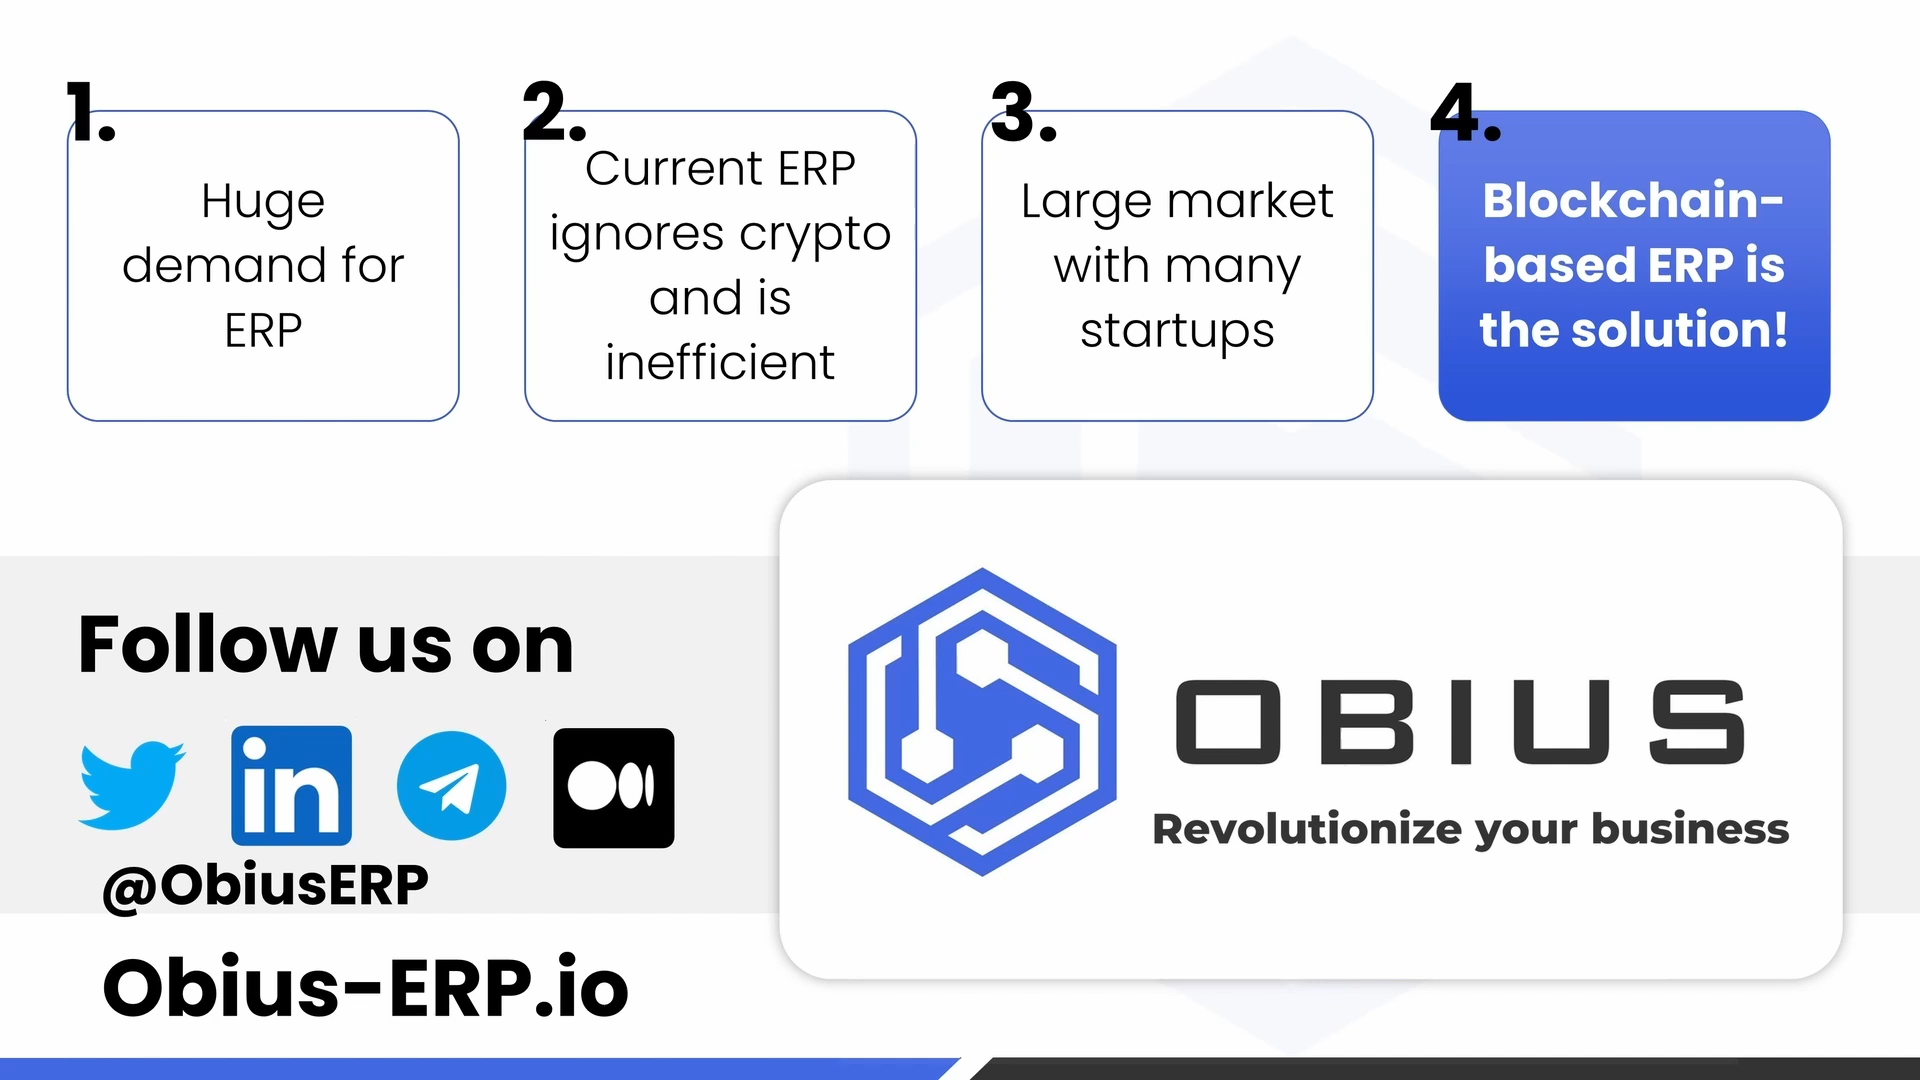 1.
Huge
demand for
ERP
2.
Current ERP
ignores crypto
and is
inefficient
3.
Large market
with many
startups
4.
Blockchain-
based ERP is
the solution!
Follow us on
in
@ObiusERP
Obius-ERP.io
OBIUS
Revolutionize your business